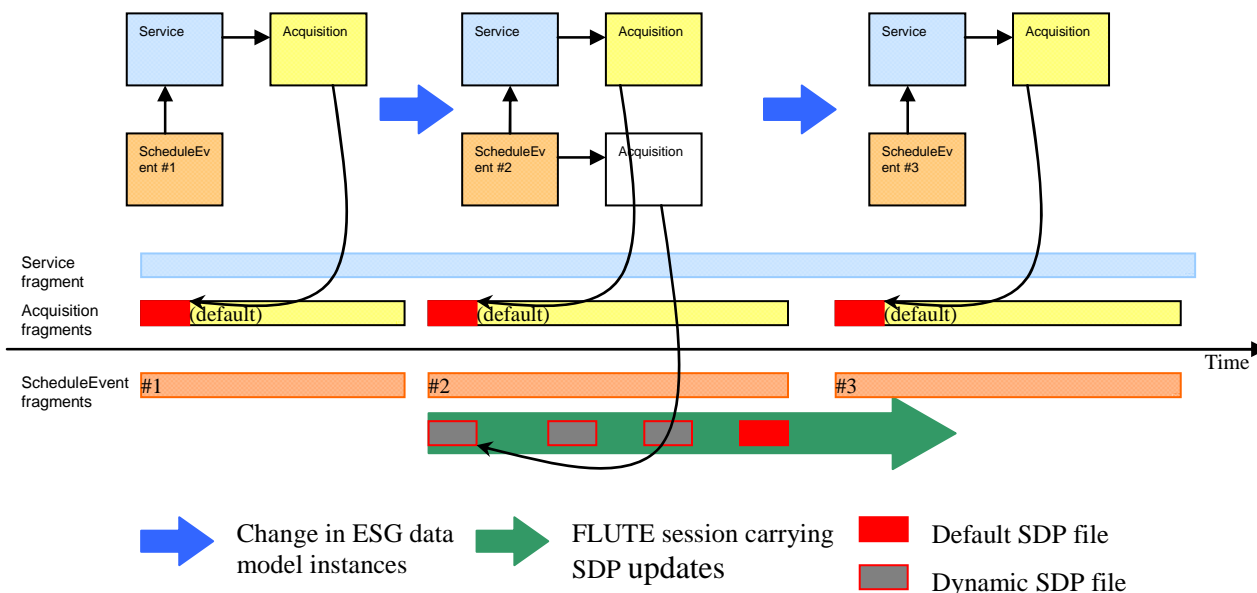 Service
Acquisition
Service
Acquisition
Service
Acquisition
ScheduleEv
ent #1
ScheduleEv
ent #2
Acquisition
ScheduleEv
ent #3
Service
fragment
Acquisition
fragments
(default)
(default)
(default)
Time
ScheduleEvent
fragments
#1
#2
#3
Change in ESG data
model instances
FLUTE session carrying
SDP updates
Default SDP file
Dynamic SDP file